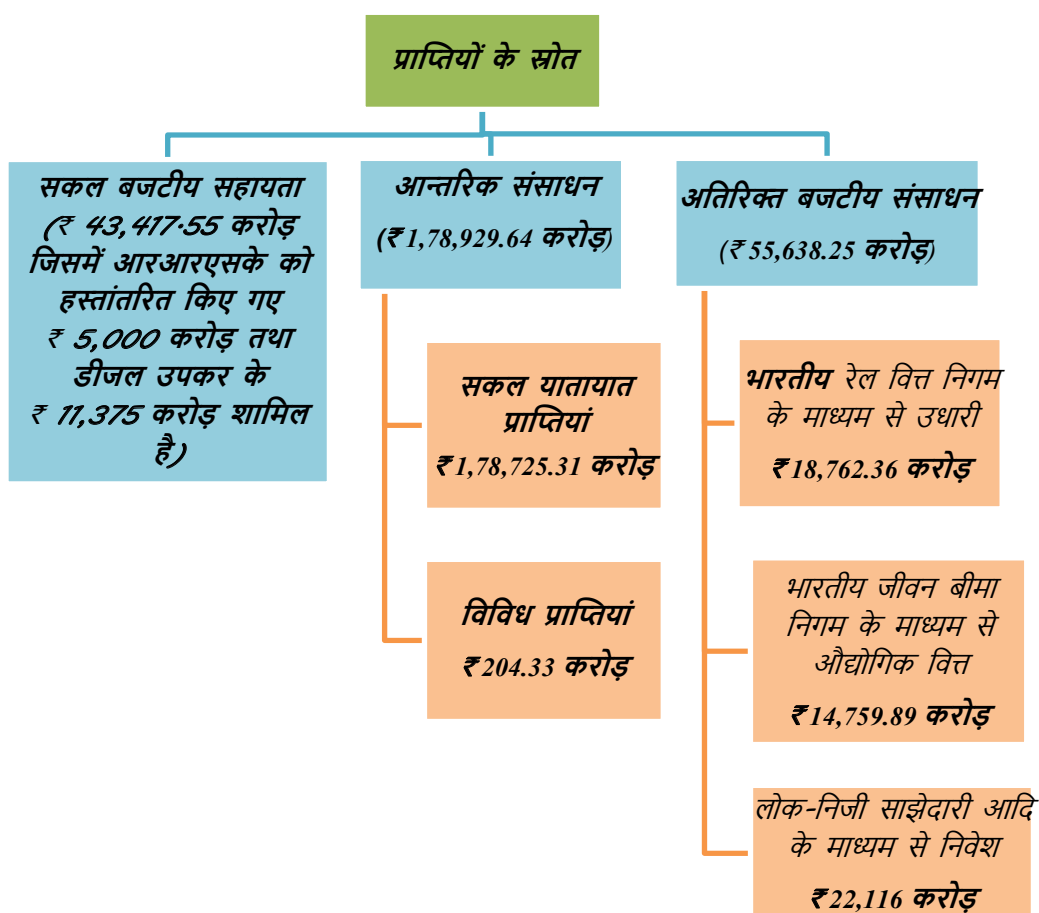 प्राप्तियों के स्रोत
सकल बजटीय सहायता
(₹ 43,417.55 करोड़
जिसमें आरआरएसके को
हस्तांतरित किए गए
₹ 5,000 करोड़ तथा
डीजल उपकर के
₹ 11,375 करोड़ शामिल
है)
आन्तरिक संसाधन
(₹ 1,78,929.64 करोड़)
सकल यातायात
प्राप्तियां
₹ 1,78,725.31 करोड़
विविध प्राप्तियां
₹ 204.33 करोड़
अतिरिक्त बजटीय संसाधन
(₹ 55,638.25 करोड़)
भारतीय रेल वित्त निगम
के माध्यम से उधारी
₹ 18,762.36 करोड़
भारतीय जीवन बीमा
निगम के माध्यम से
औद्योगिक वित्त
₹ 14,759.89 करोड़
लोक-निजी साझेदारी आदि
के माध्यम से निवेश
₹ 22,116 करोड़